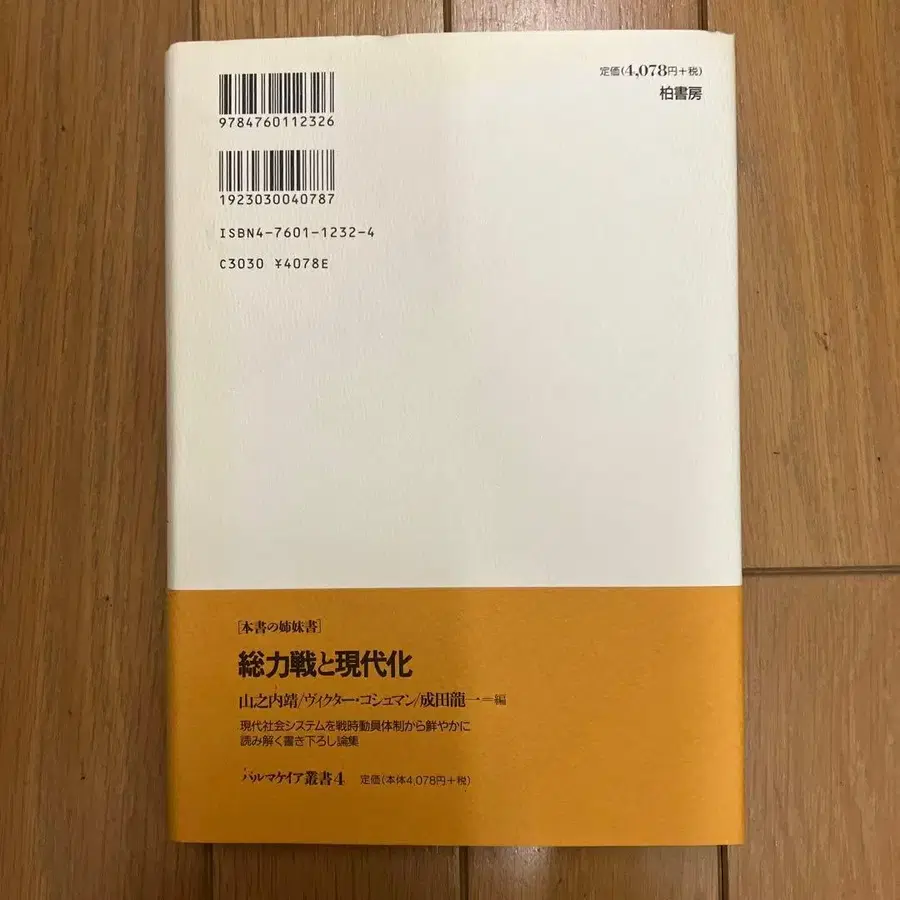 9784760112326
1923030040787
ISBN4-7601-1232-4
C3030 ¥4078E
定価(4,078円+税)
柏書房
[本書の姉妹書]
総力戦と現代化
山之内靖/ヴィクター・コシュマン/成田龍一=編
現代社会システムを戦時動員体制から鮮やかに
読み解く書き下ろし論集
パルマケイア叢書4 定価(本体4,078円+税)